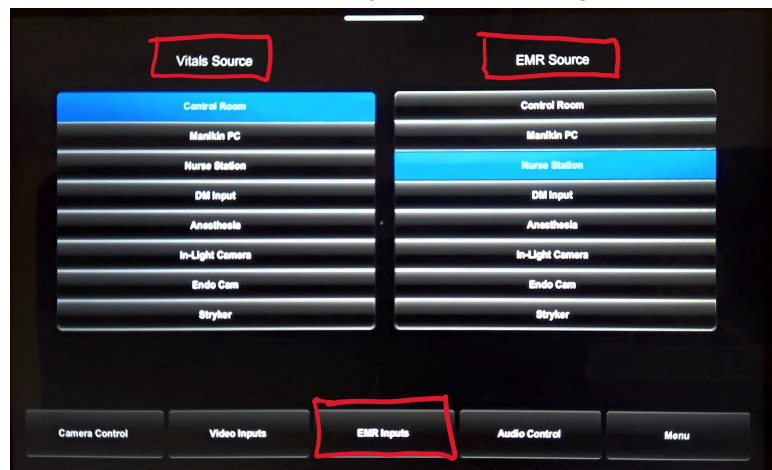 Vitals Source
EMR Source
Control Room
Manikin PC
Nurse Station
DM Input
Anesthesia
In-Light Camera
Endo Cam
Stryker
Control Room
Manikin PC
Nurse Station
DM Input
Anesthesia
In-Light Camera
Endo Cam
Stryker
Camera Control
Video Inputs
EMR Inputs
Audio Control
Menu